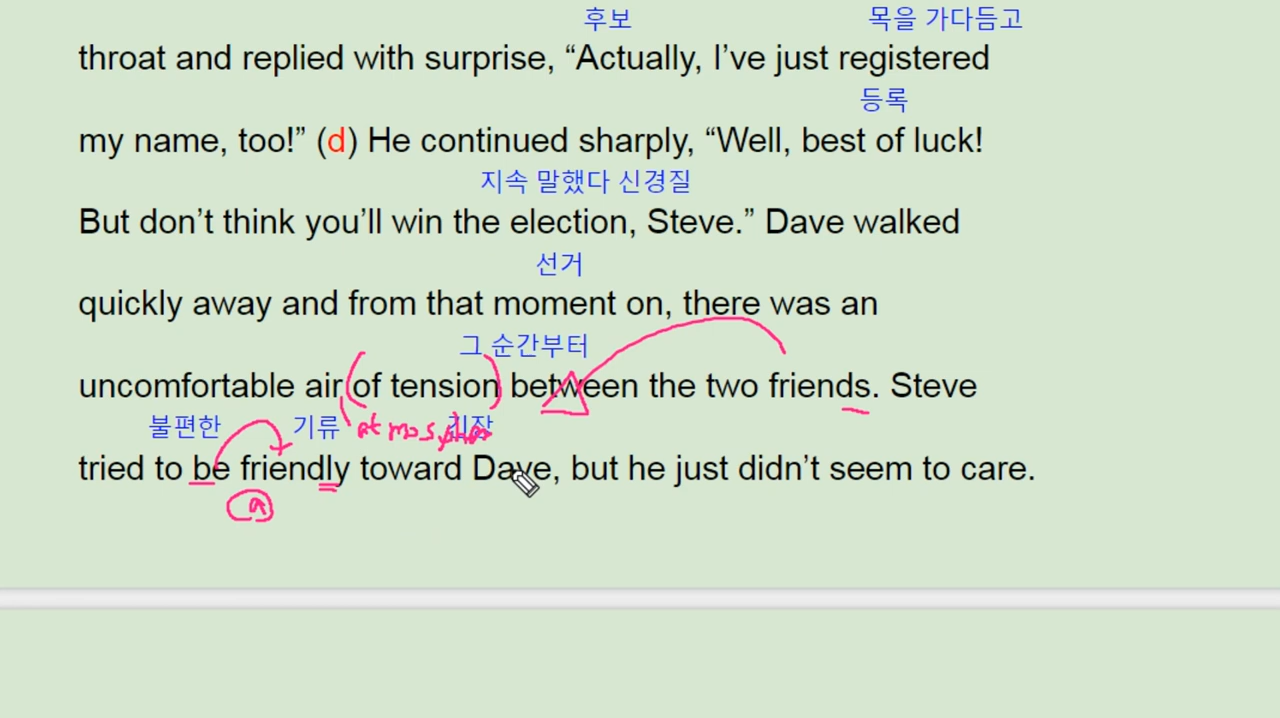 후보 목을 가다듬고
throat and replied with surprise, “Actually, I’ve just registered
등록
my name, too!” (d) He continued sharply, “Well, best of luck!
지속 말했다 신경질
But don’t think you’ll win the election, Steve.” Dave walked
선거
quickly away and from that moment on, there was an
그 순간부터
uncomfortable air (of tension) between the two friends. Steve
불편한 기류 긴장
tried to be friendly toward Dave, but he just didn’t seem to care.
a